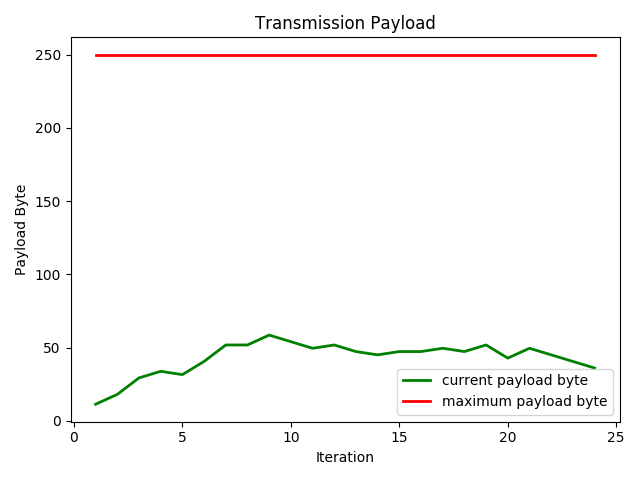 Transmission Payload
250
200
150
100
50
0
Payload Byte
0 5 10 15 20 25
Iteration
current payload byte
maximum payload byte